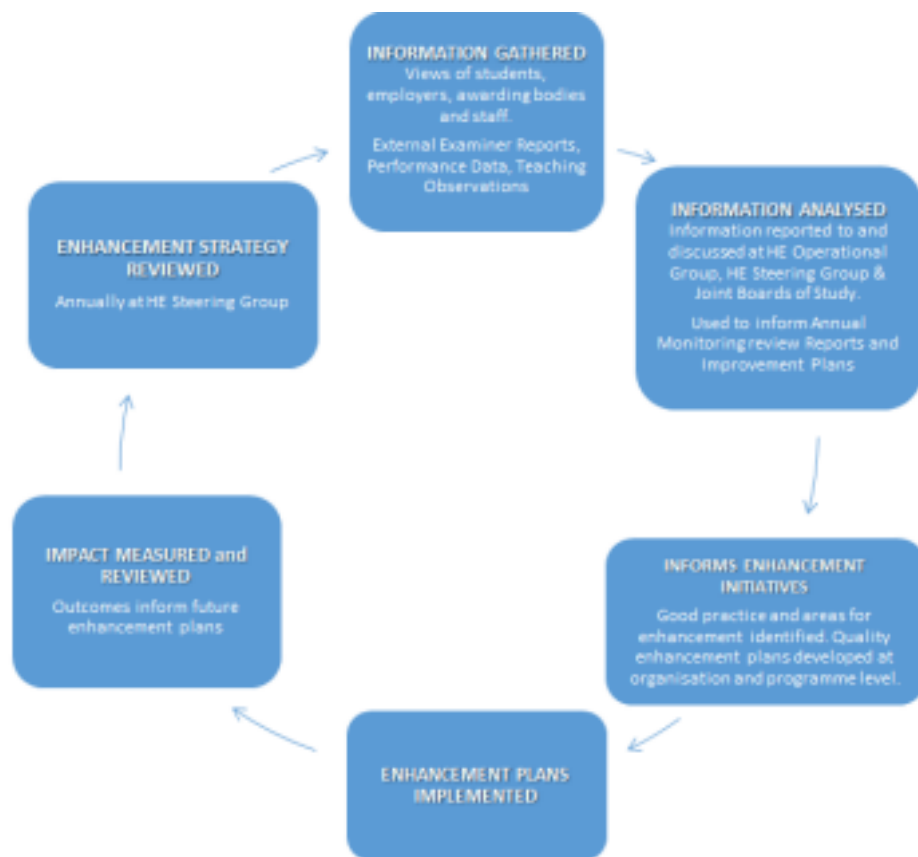 INFORMATION GATHERED
Views of students,
employers, awarding bodies
and staff.
External Examiner Reports,
Performance Data, Teaching
Observations
INFORMATION ANALYSED
Information reported to and
discussed at HE Operational
Group, HE Steering Group &
Joint Boards of Study.
Used to inform Annual
Monitoring review Reports and
Improvement Plans
INFORMS ENHANCEMENT
INITIATIVES
Good practice and areas for
enhancement identified. Quality
enhancement plans developed at
organisation and programme level.
ENHANCEMENT PLANS
IMPLEMENTED
IMPACT MEASURED and
REVIEWED
Outcomes inform future
enhancement plans
ENHANCEMENT STRATEGY
REVIEWED
Annually at HE Steering Group